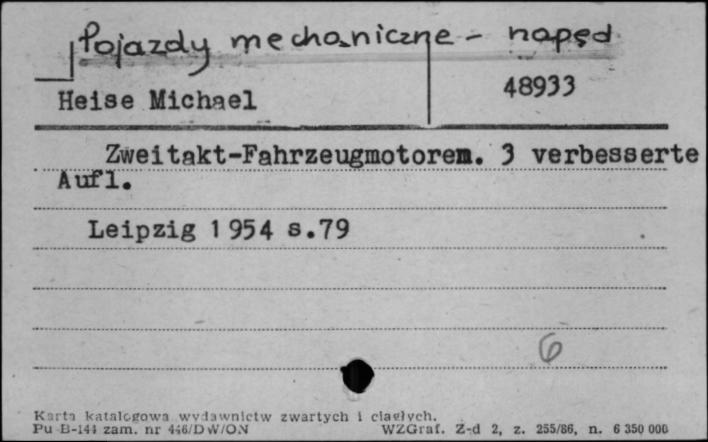 Pojazdy mechaniczne - napęd
Heise Michael 48933
Zweitakt-Fahrzeugmotorem. 3 verbesserte
Aufl.
Leipzig 1954 s.79
6
Karta katalogowa wydawnictw zwartych i ciągłych.
Pu B-144 zam. nr 446/DW/ON WZGraf. Z-d 2, z. 255/86, n. 6 350 000